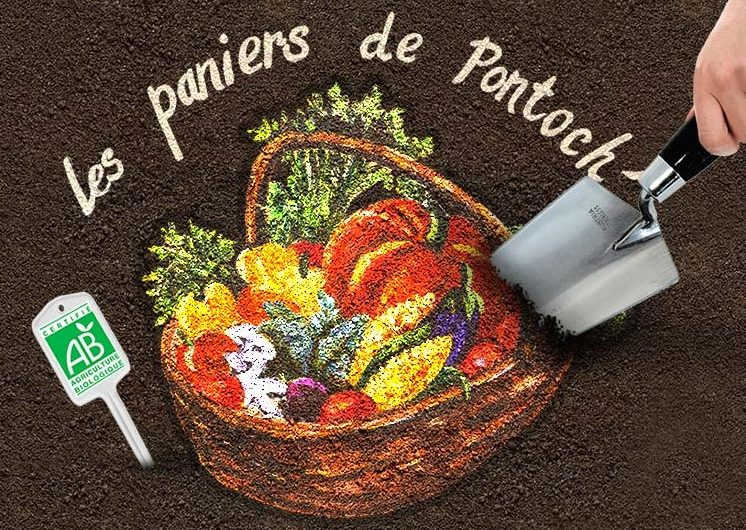 les paniers de Pontoch
CERTIFIÉ
AB
AGRICULTURE
BIOLOGIQUE